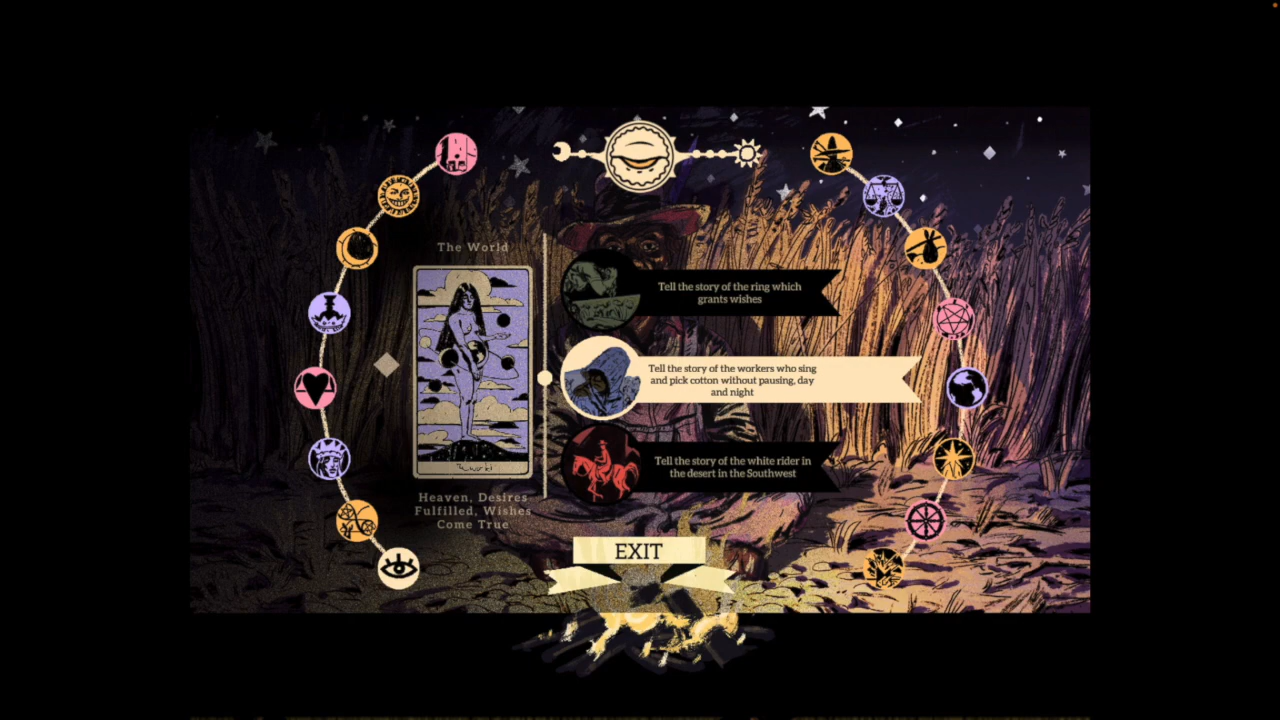 The World
Heaven, Desires
Fulfilled, Wishes
Come True
Tell the story of the ring which
grants wishes
Tell the story of the workers who sing
and pick cotton without pausing, day
and night
Tell the story of the white rider in
the desert in the Southwest
EXIT